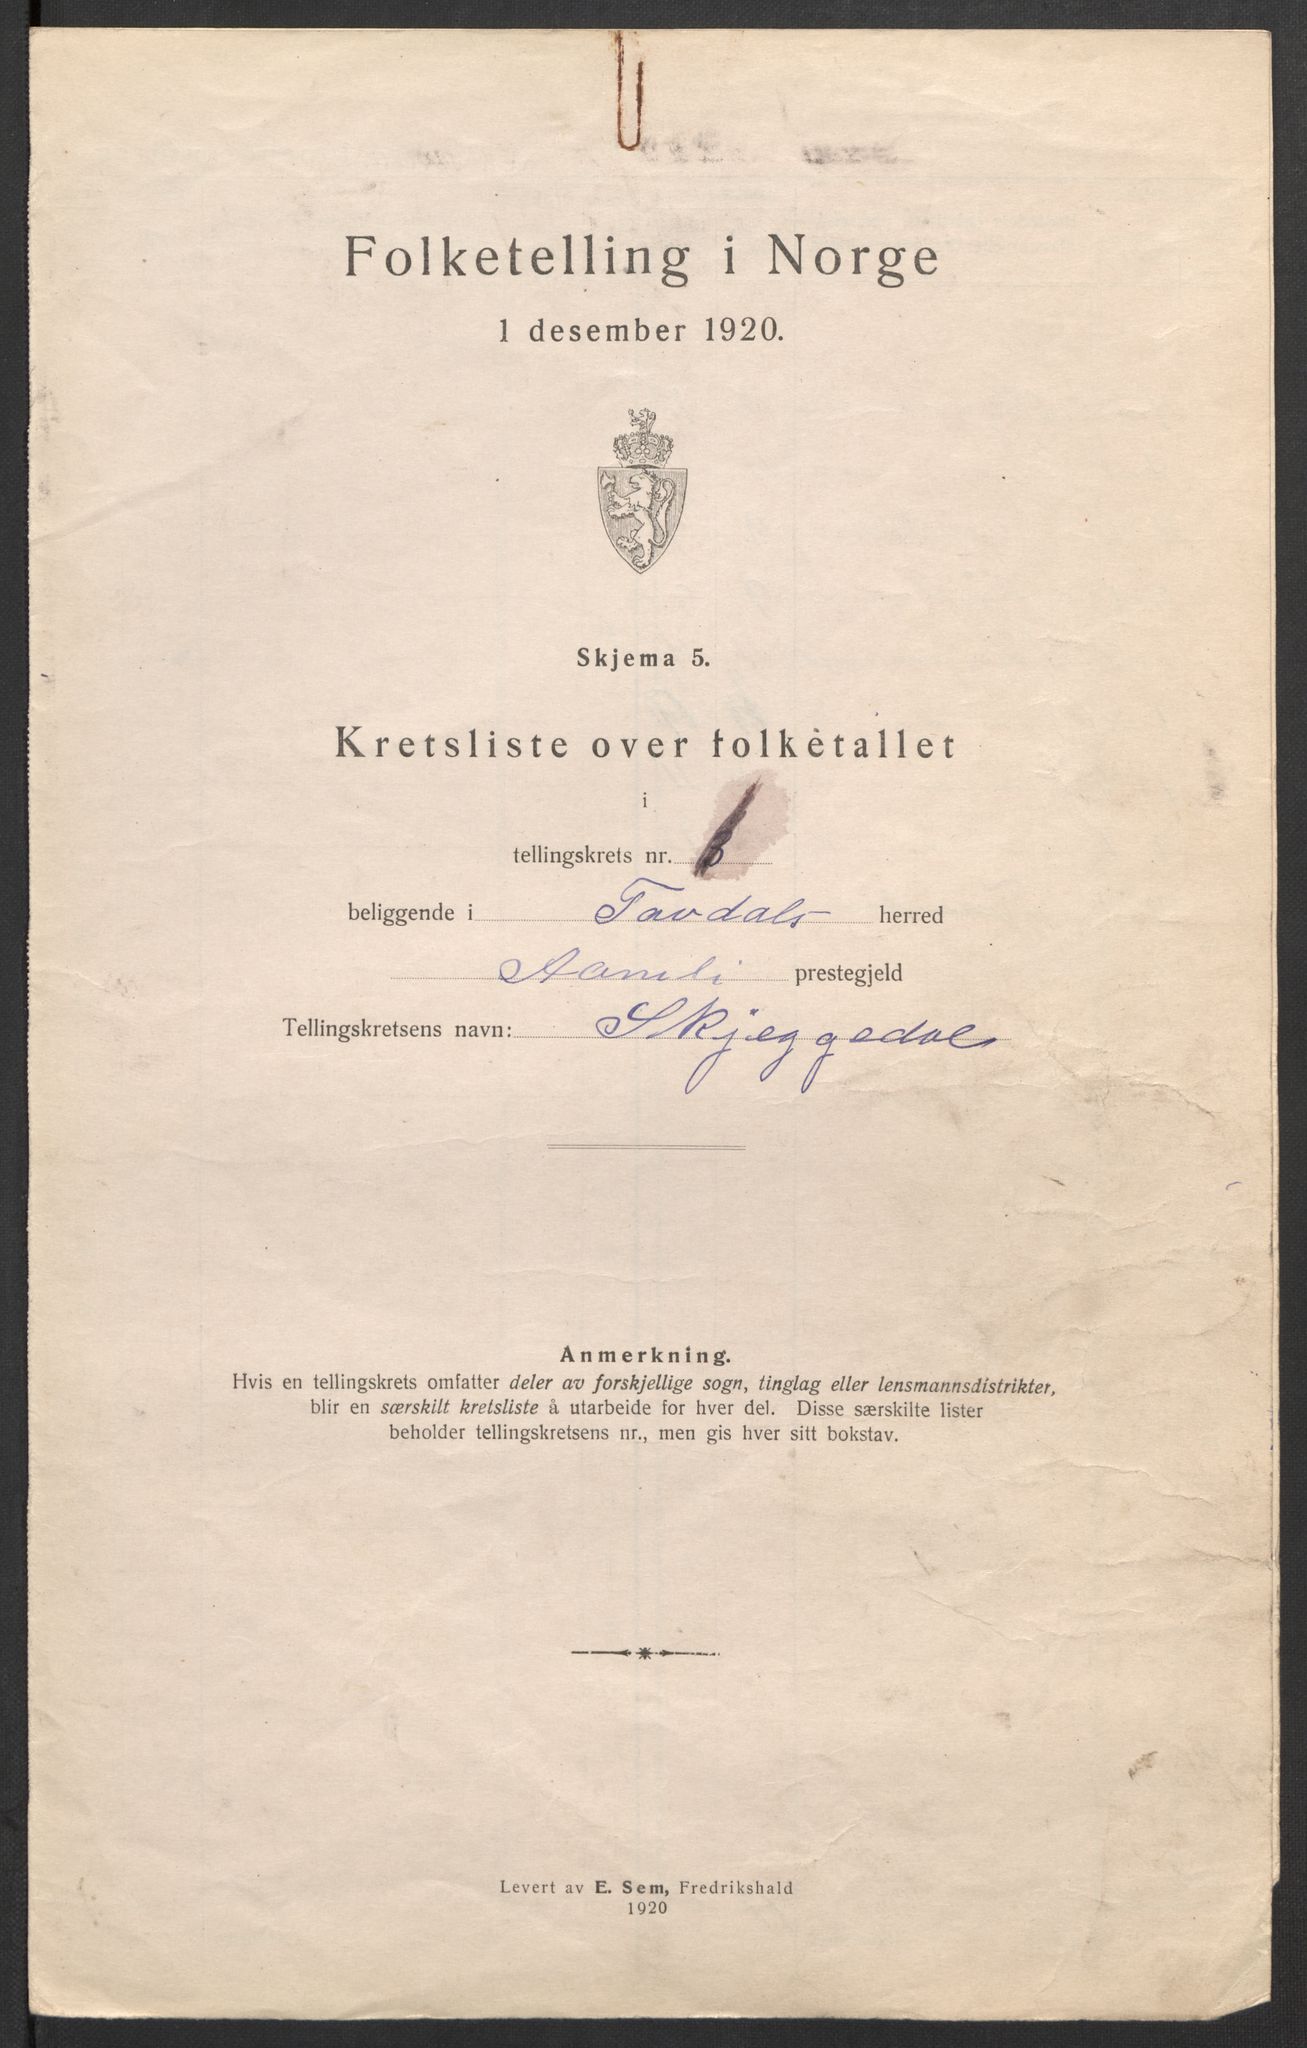 Folketelling i Norge
1 desember 1920.
Skjema 5.
Kretsliste over folketallet
i
tellingskrets nr.
beliggende i Tovdals herred
Aamli prestegjeld
Tellingskretsens navn: Skjeggedal
Anmerkning.
Hvis en tellingskrets omfatter deler av forskjellige sogn, tinglag eller lensmannsdistrikter,
blir en særskilt kretsliste å utarbeide for hver del. Disse særskilte lister
beholder tellingskretsens nr., men gis hver sitt bokstav.
Levert av E. Sem, Fredrikshald
1920